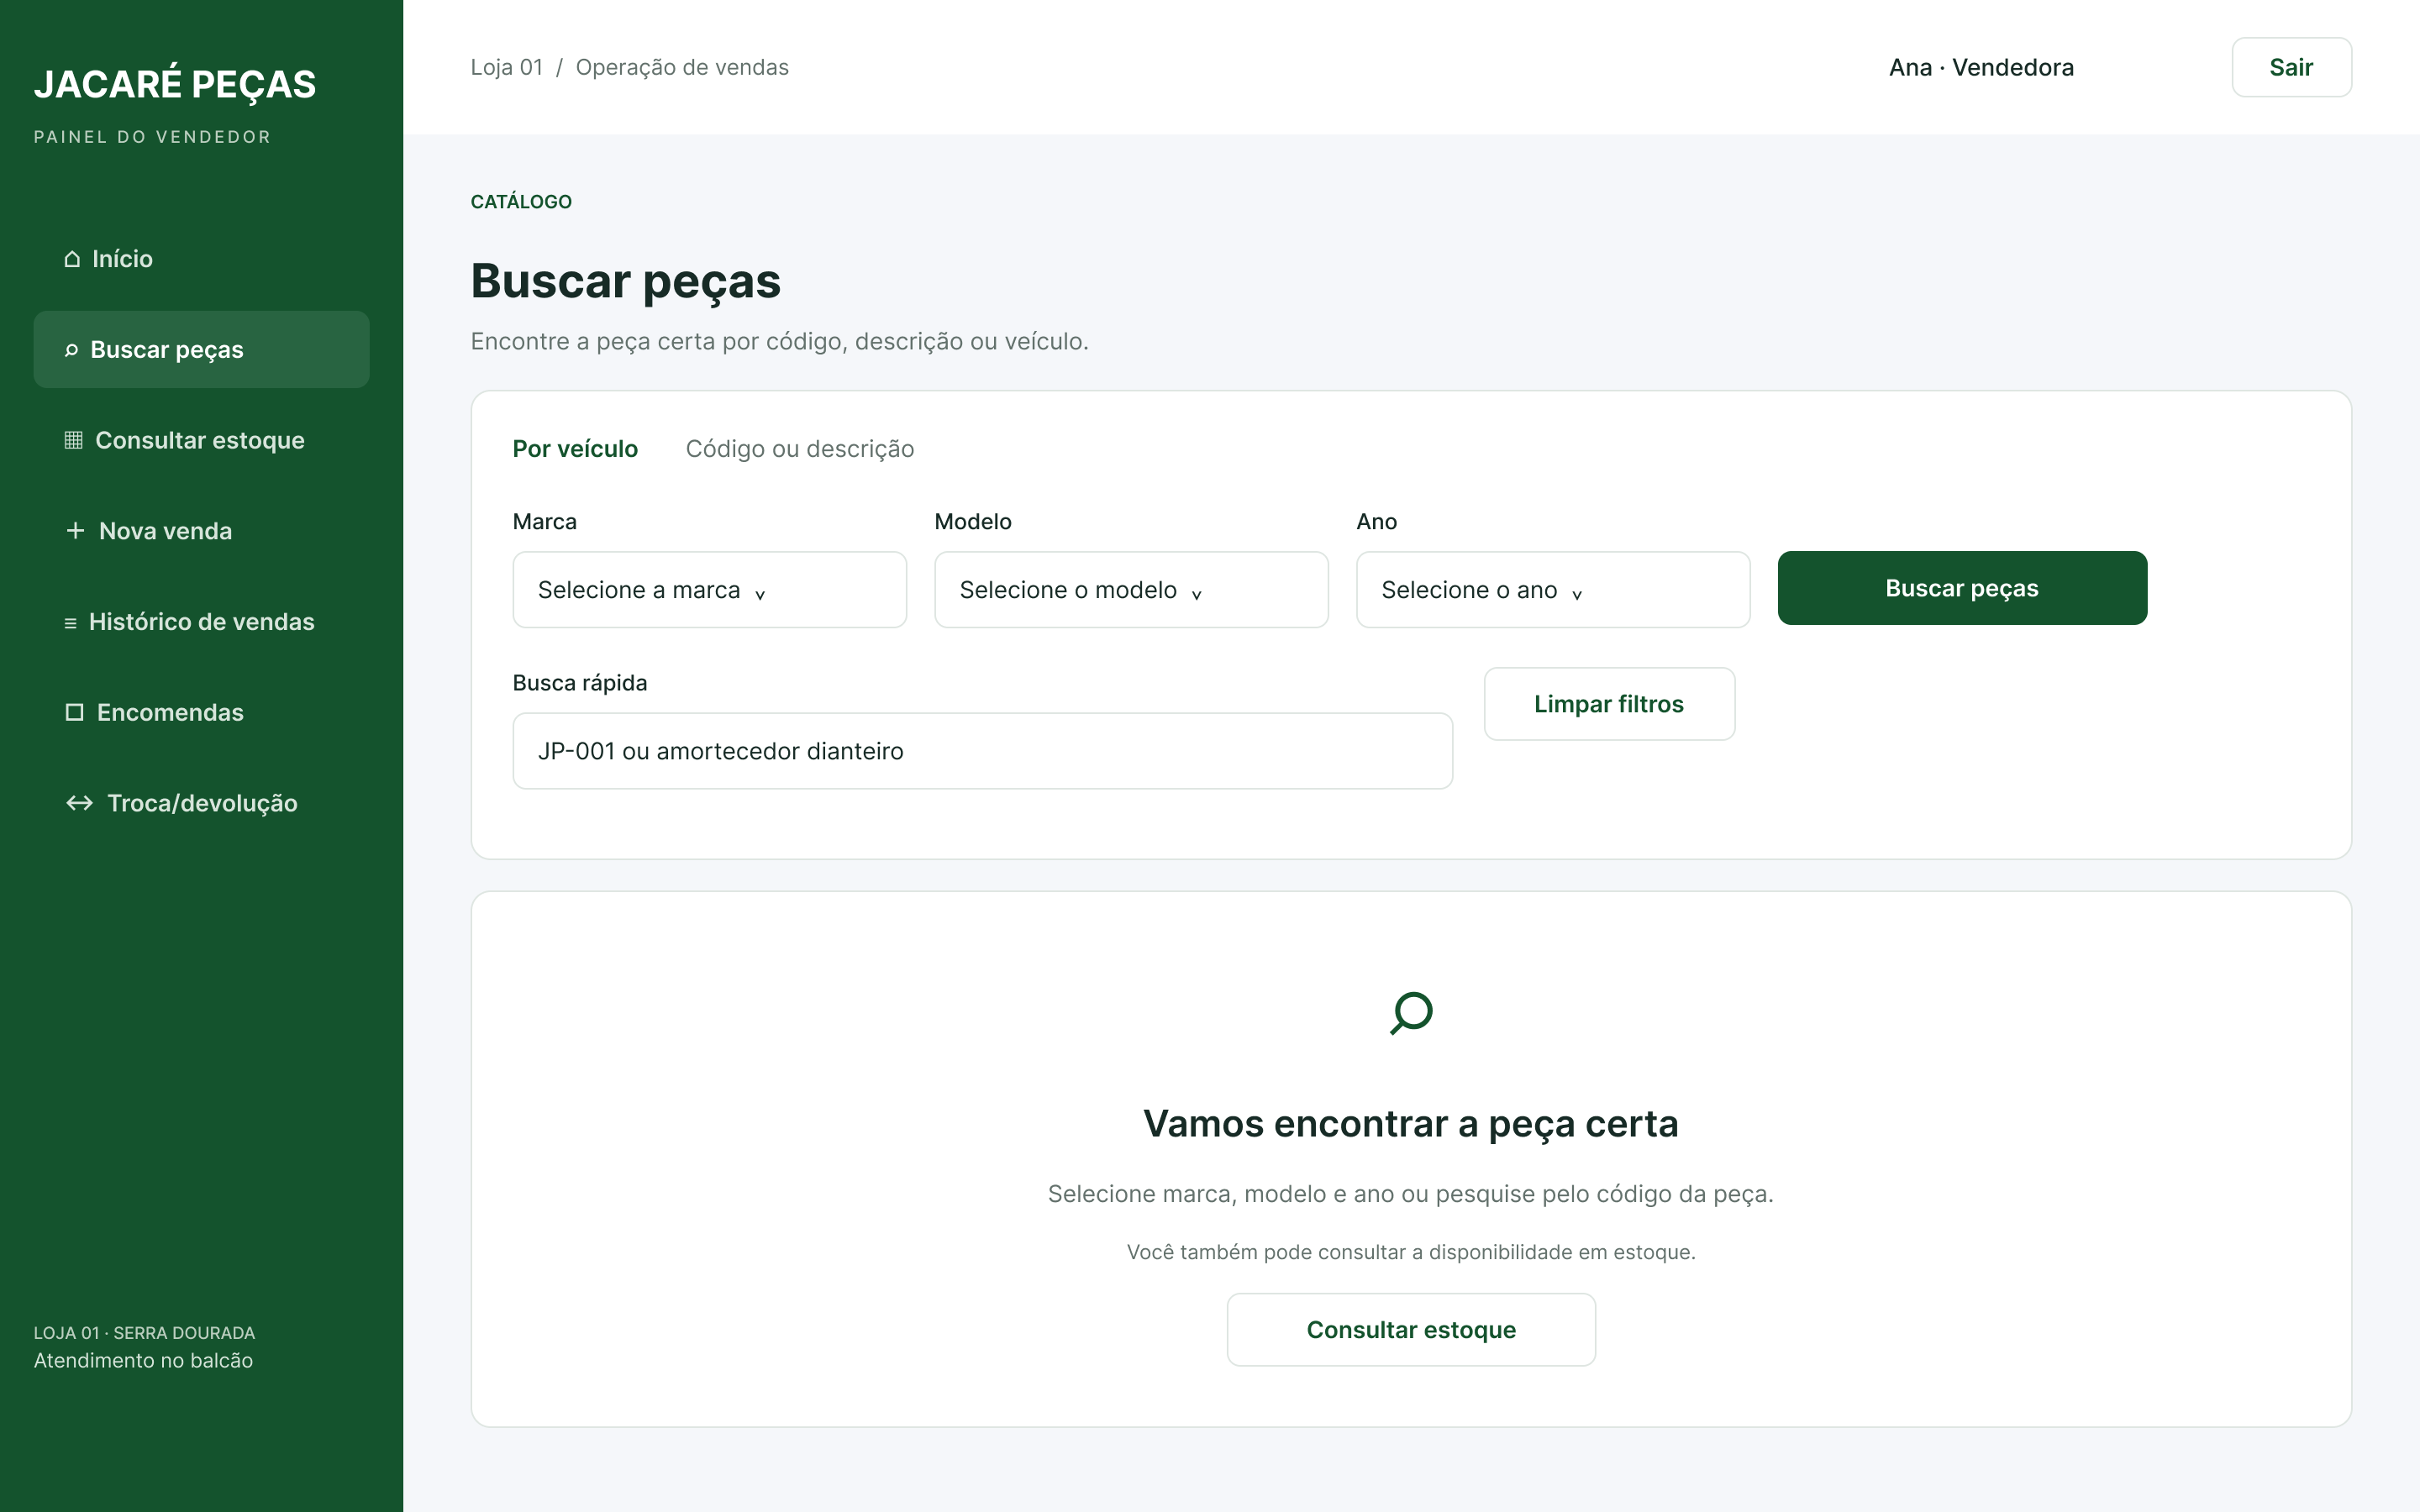 JACARÉ PEÇAS
PAINEL DO VENDEDOR
Início
Buscar peças
Consultar estoque
+ Nova venda
≡ Histórico de vendas
Encomendas
↔ Troca/devolução
LOJA 01 · SERRA DOURADA
Atendimento no balcão
Loja 01 / Operação de vendas
Ana · Vendedora
Sair
CATÁLOGO
Buscar peças
Encontre a peça certa por código, descrição ou veículo.
Por veículo Código ou descrição
Marca Modelo Ano
Selecione a marca Selecione o modelo Selecione o ano Buscar peças
Busca rápida
Limpar filtros
JP-001 ou amortecedor dianteiro
Vamos encontrar a peça certa
Selecione marca, modelo e ano ou pesquise pelo código da peça.
Você também pode consultar a disponibilidade em estoque.
Consultar estoque